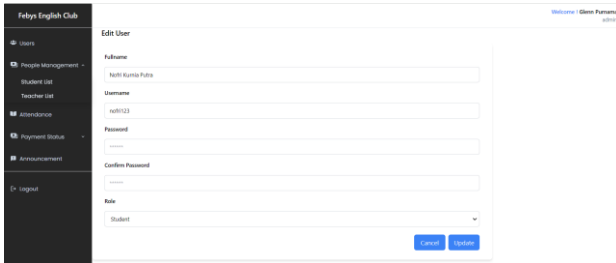 Febys English Club
Welcome ! Glenn Purnama
admin
Users
People Management
Student List
Teacher List
Attendance
Payment Status
Announcement
Logout
Edit User
Fullname
Nofri Kurnia Putra
Username
nofri123
Password
Confirm Password
Role
Student
Cancel
Update